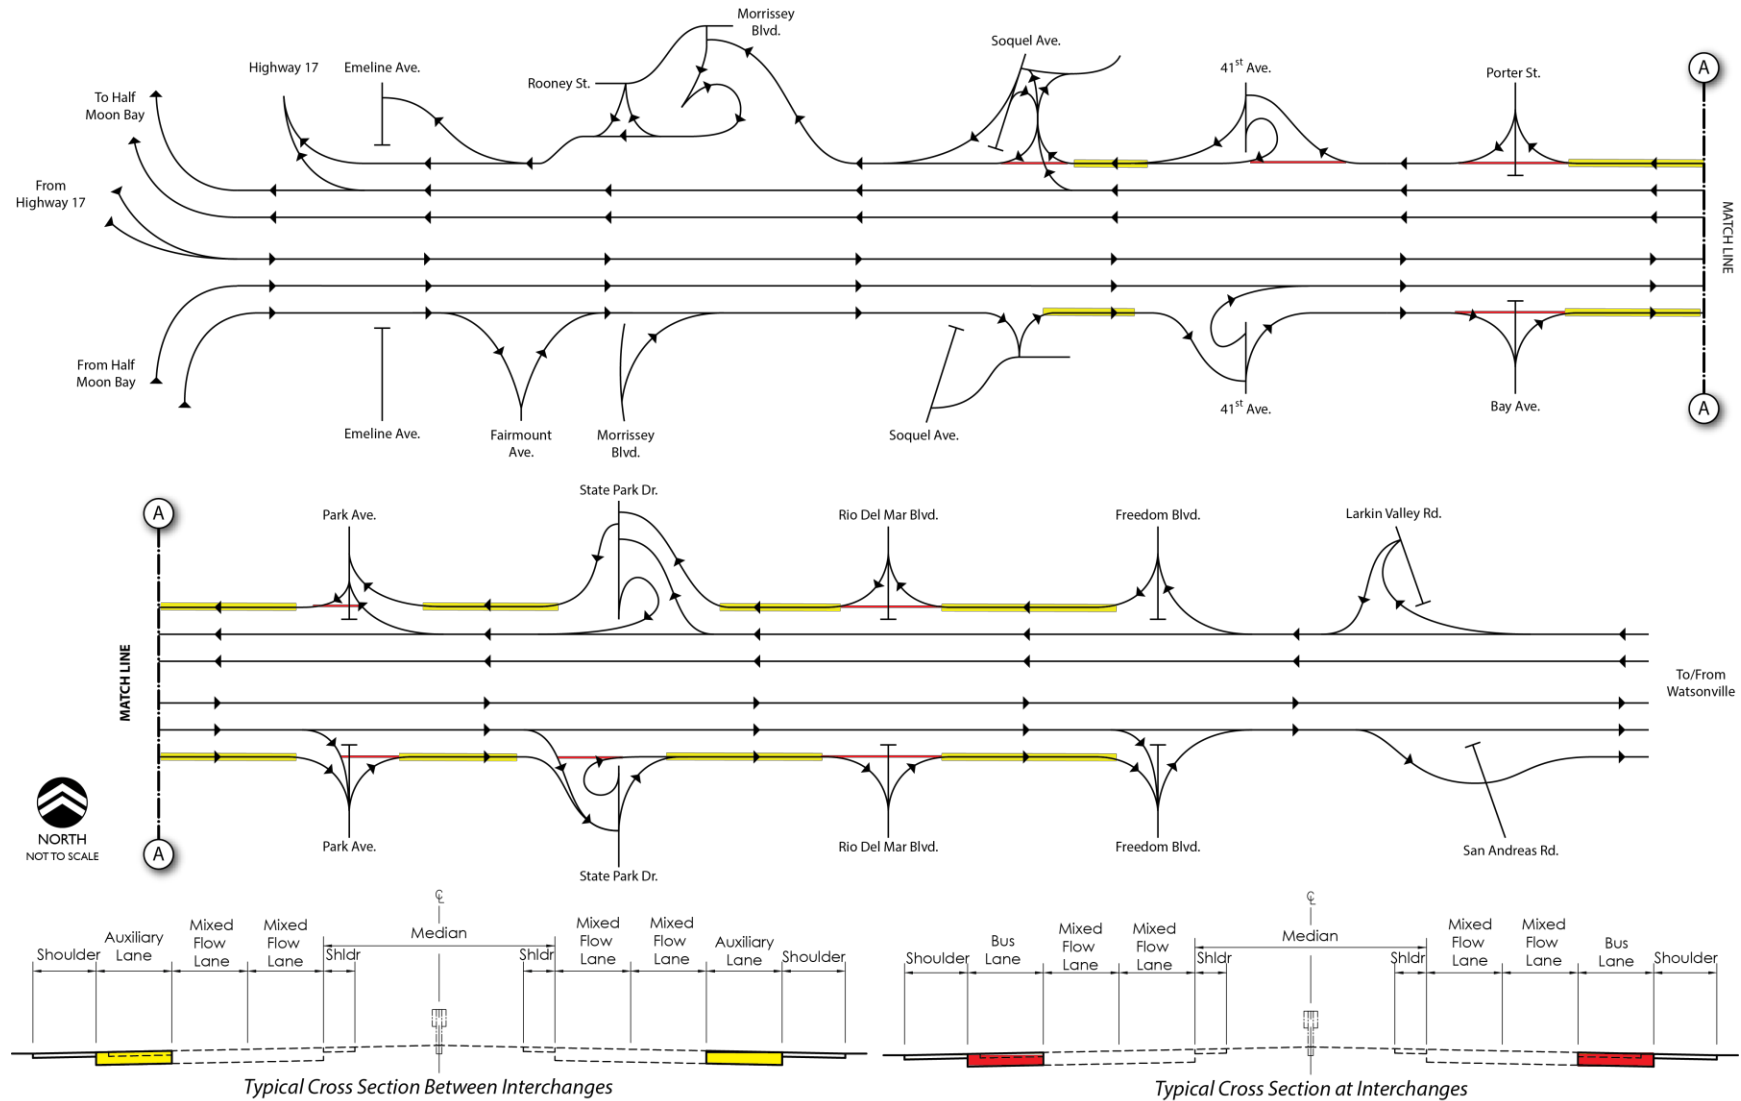 Morrissey
Blvd.
Soquel Ave.
Highway 17
Emeline Ave.
Rooney St.
41st Ave.
Porter St.
A
To Half
Moon Bay
From
Highway 17
MATCH LINE
From Half
Moon Bay
Emeline Ave.
Fairmount
Ave.
Morrissey
Blvd.
Soquel Ave.
41st Ave.
Bay Ave.
A
A
Park Ave.
State Park Dr.
Rio Del Mar Blvd.
Freedom Blvd.
Larkin Valley Rd.
MATCH LINE
To/From
Watsonville
NORTH
NOT TO SCALE
A
Park Ave.
State Park Dr.
Rio Del Mar Blvd.
Freedom Blvd.
San Andreas Rd.
Shoulder
Auxiliary
Lane
Mixed
Flow
Lane
Mixed
Flow
Lane
Shldr
Median
℄
Shldr
Mixed
Flow
Lane
Mixed
Flow
Lane
Auxiliary
Lane
Shoulder
Typical Cross Section Between Interchanges
Shoulder
Bus
Lane
Mixed
Flow
Lane
Mixed
Flow
Lane
Shldr
Median
℄
Shldr
Mixed
Flow
Lane
Mixed
Flow
Lane
Bus
Lane
Shoulder
Typical Cross Section at Interchanges